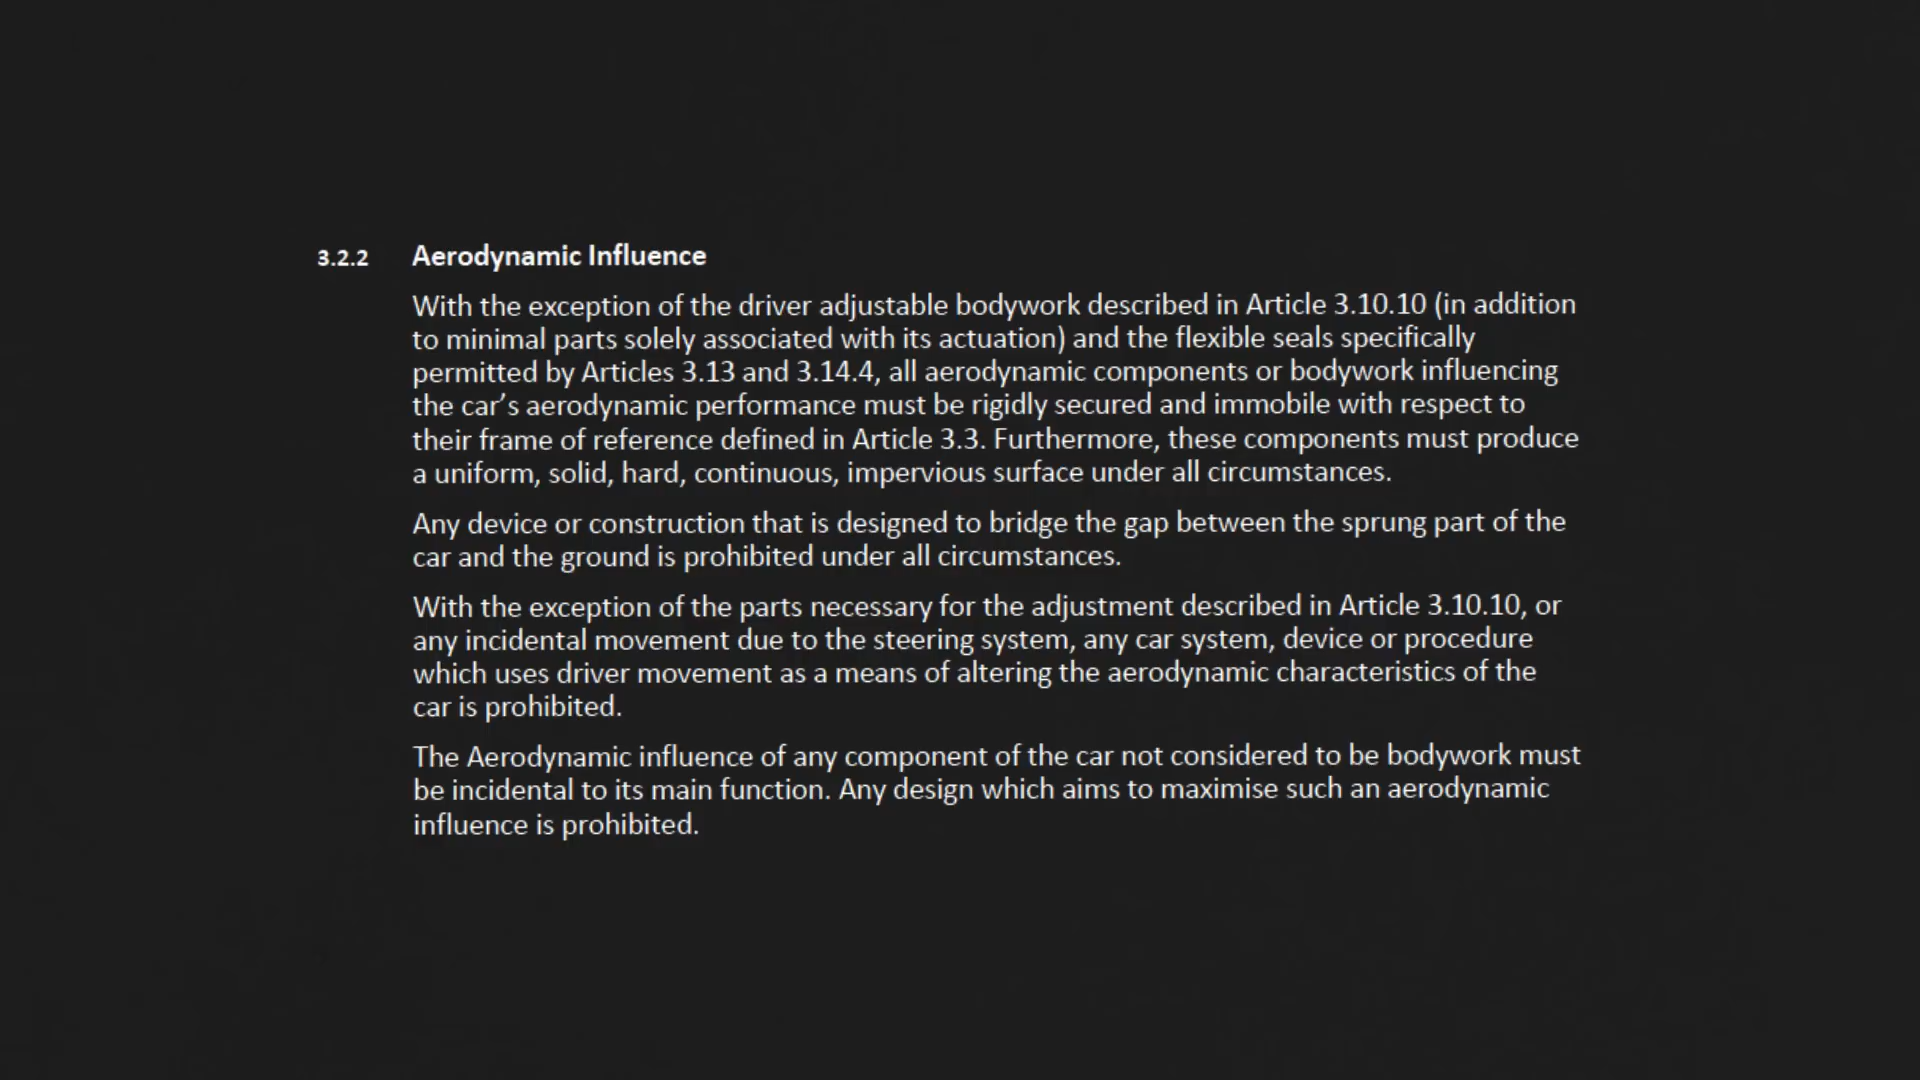 3.2.2 Aerodynamic Influence
With the exception of the driver adjustable bodywork described in Article 3.10.10 (in addition
to minimal parts solely associated with its actuation) and the flexible seals specifically
permitted by Articles 3.13 and 3.14.4, all aerodynamic components or bodywork influencing
the car’s aerodynamic performance must be rigidly secured and immobile with respect to
their frame of reference defined in Article 3.3. Furthermore, these components must produce
a uniform, solid, hard, continuous, impervious surface under all circumstances.
Any device or construction that is designed to bridge the gap between the sprung part of the
car and the ground is prohibited under all circumstances.
With the exception of the parts necessary for the adjustment described in Article 3.10.10, or
any incidental movement due to the steering system, any car system, device or procedure
which uses driver movement as a means of altering the aerodynamic characteristics of the
car is prohibited.
The Aerodynamic influence of any component of the car not considered to be bodywork must
be incidental to its main function. Any design which aims to maximise such an aerodynamic
influence is prohibited.